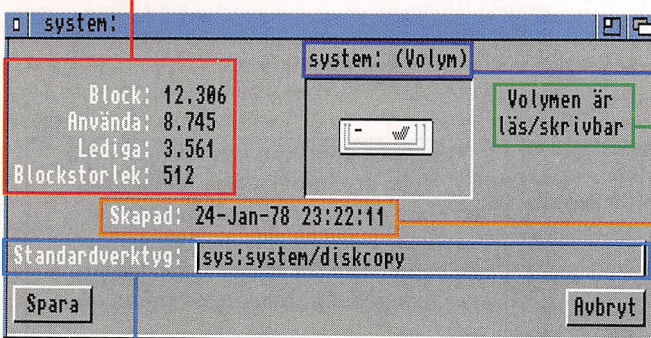 system:
system: (Volym)
Block: 12.306
Använda: 8.745
Lediga: 3.561
Blockstorlek: 512
Volymen är
läs/skrivbar
Skapad: 24-Jan-78 23:22:11
Standardverktyg: sys:system/diskcopy
Spara
Avbryt